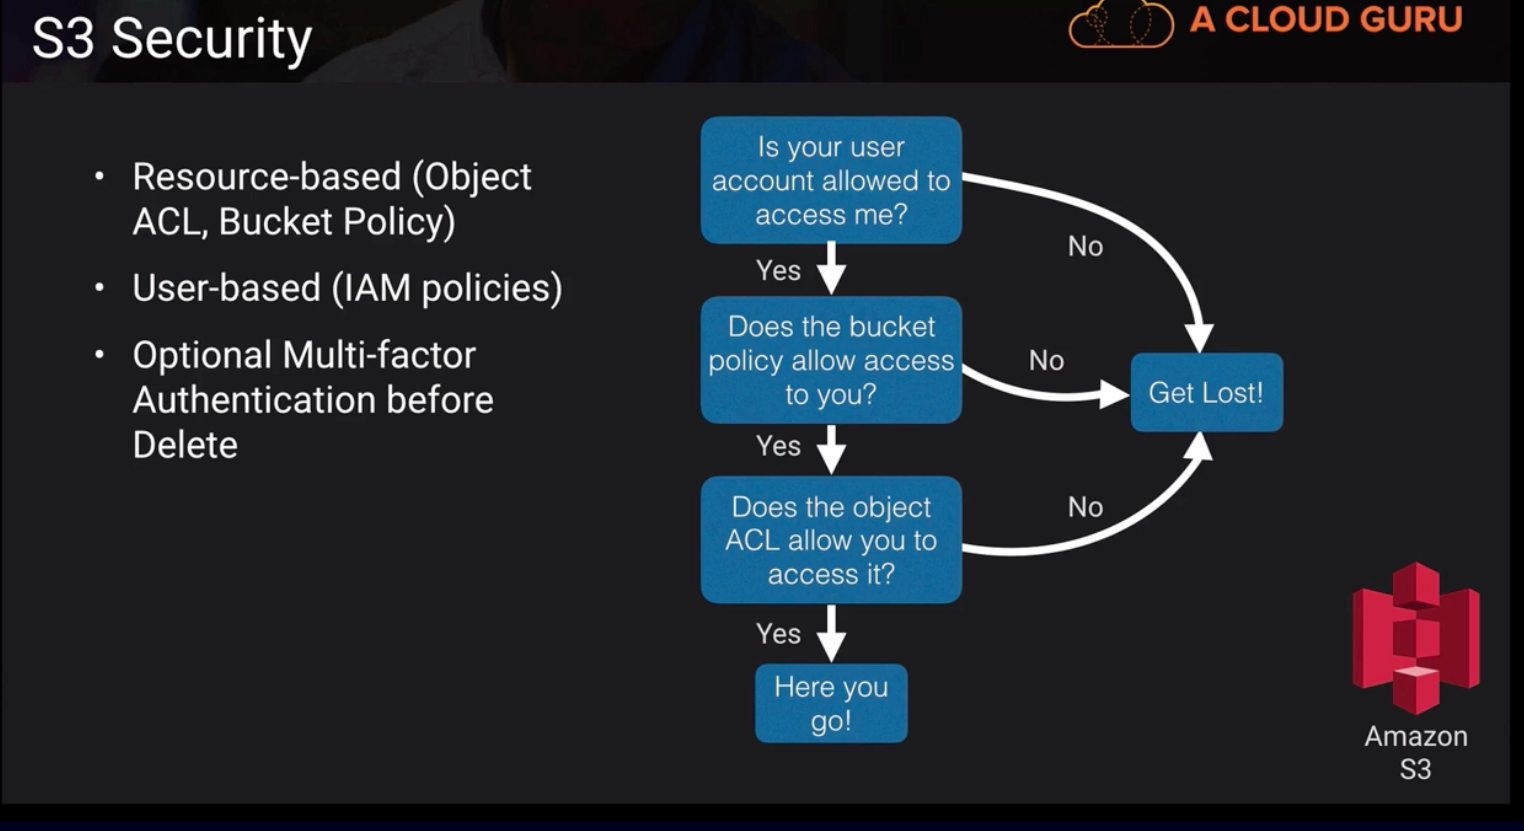 S3 Security
A CLOUD GURU
• Resource-based (Object
ACL, Bucket Policy)
• User-based (IAM policies)
• Optional Multi-factor
Authentication before
Delete
Is your user
account allowed to
access me?
No
Yes
Does the bucket
policy allow access
to you?
No
Get Lost!
Yes
Does the object
ACL allow you to
access it?
No
Yes
Here you
go!
Amazon
S3